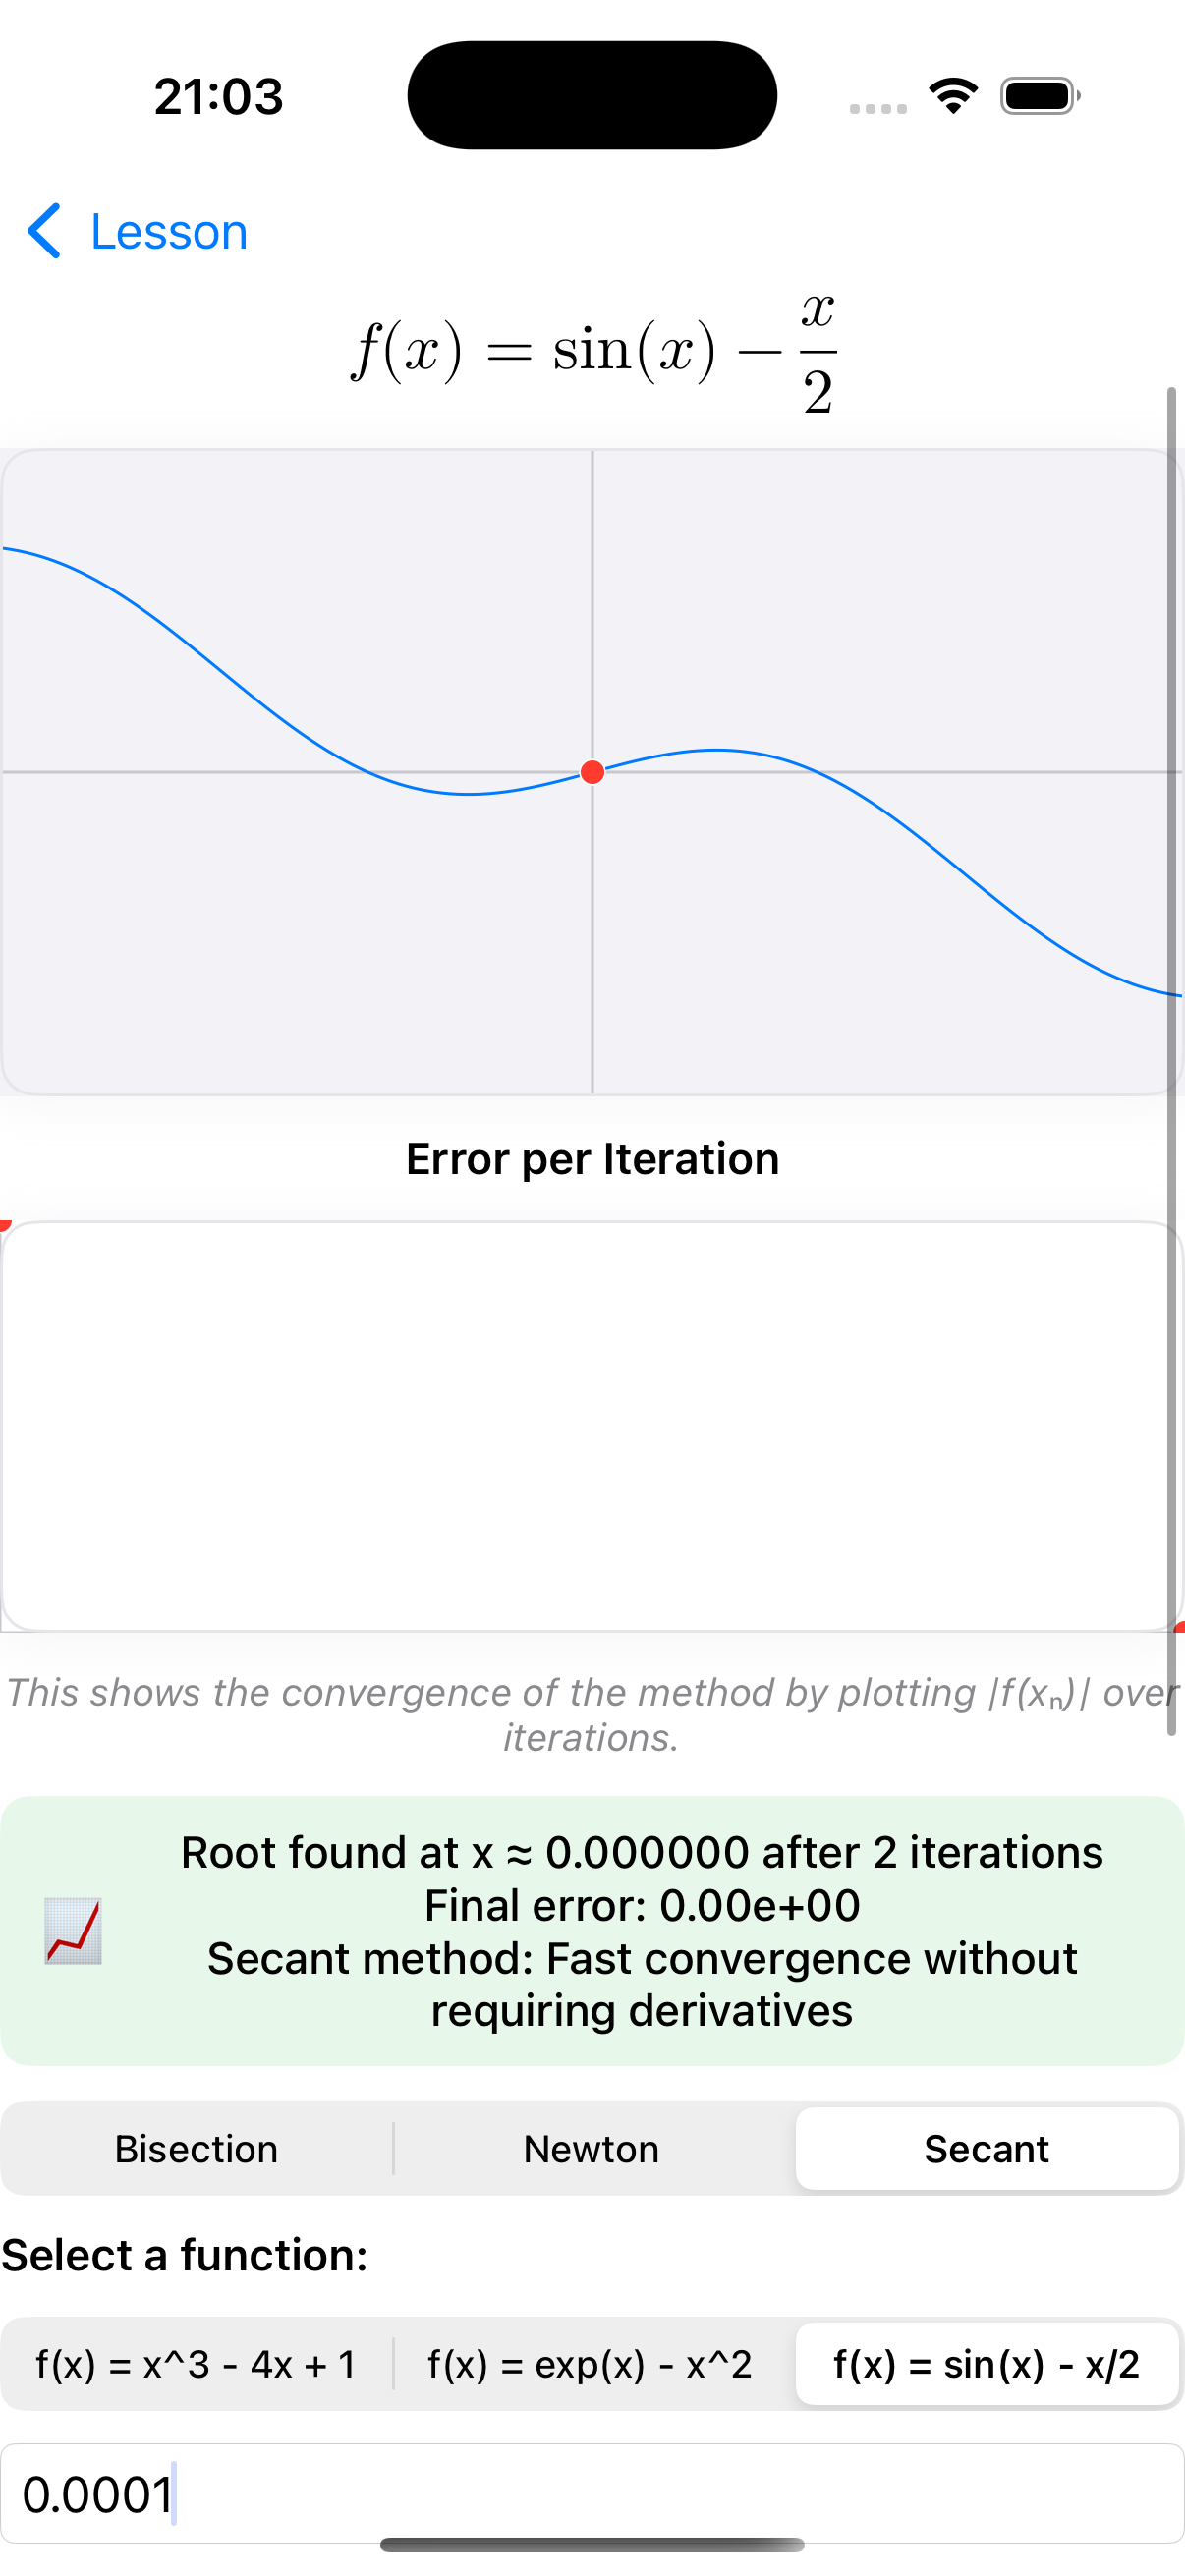 21:03
Lesson
f(x) = sin(x) − x/2
Error per Iteration
This shows the convergence of the method by plotting |f(xₙ)| over
iterations.
Root found at x ≈ 0.000000 after 2 iterations
Final error: 0.00e+00
Secant method: Fast convergence without
requiring derivatives
Bisection Newton Secant
Select a function:
f(x) = x^3 - 4x + 1 f(x) = exp(x) - x^2 f(x) = sin(x) - x/2
0.0001